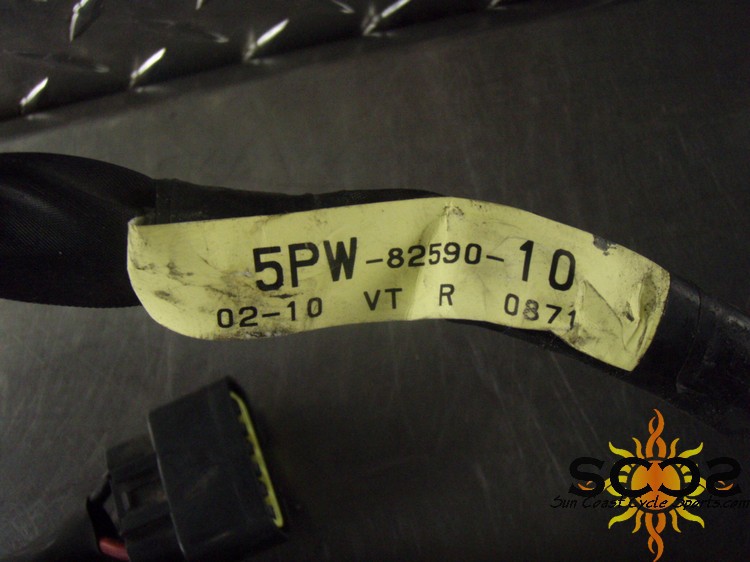 5PW-82590-10
02-10 VT R 0871
SCCS
Sun Coast Cycle Sports.com